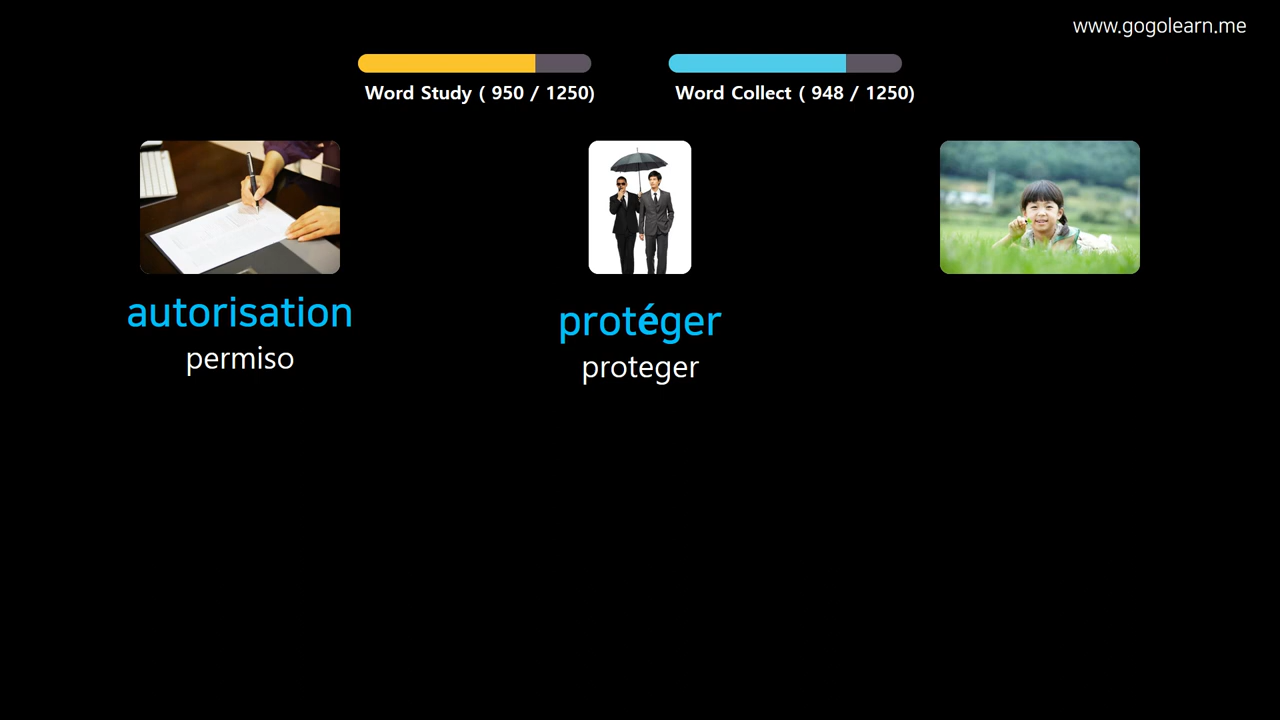 www.gogolearn.me
Word Study ( 950 / 1250)
Word Collect ( 948 / 1250)
autorisation
permiso
protéger
proteger